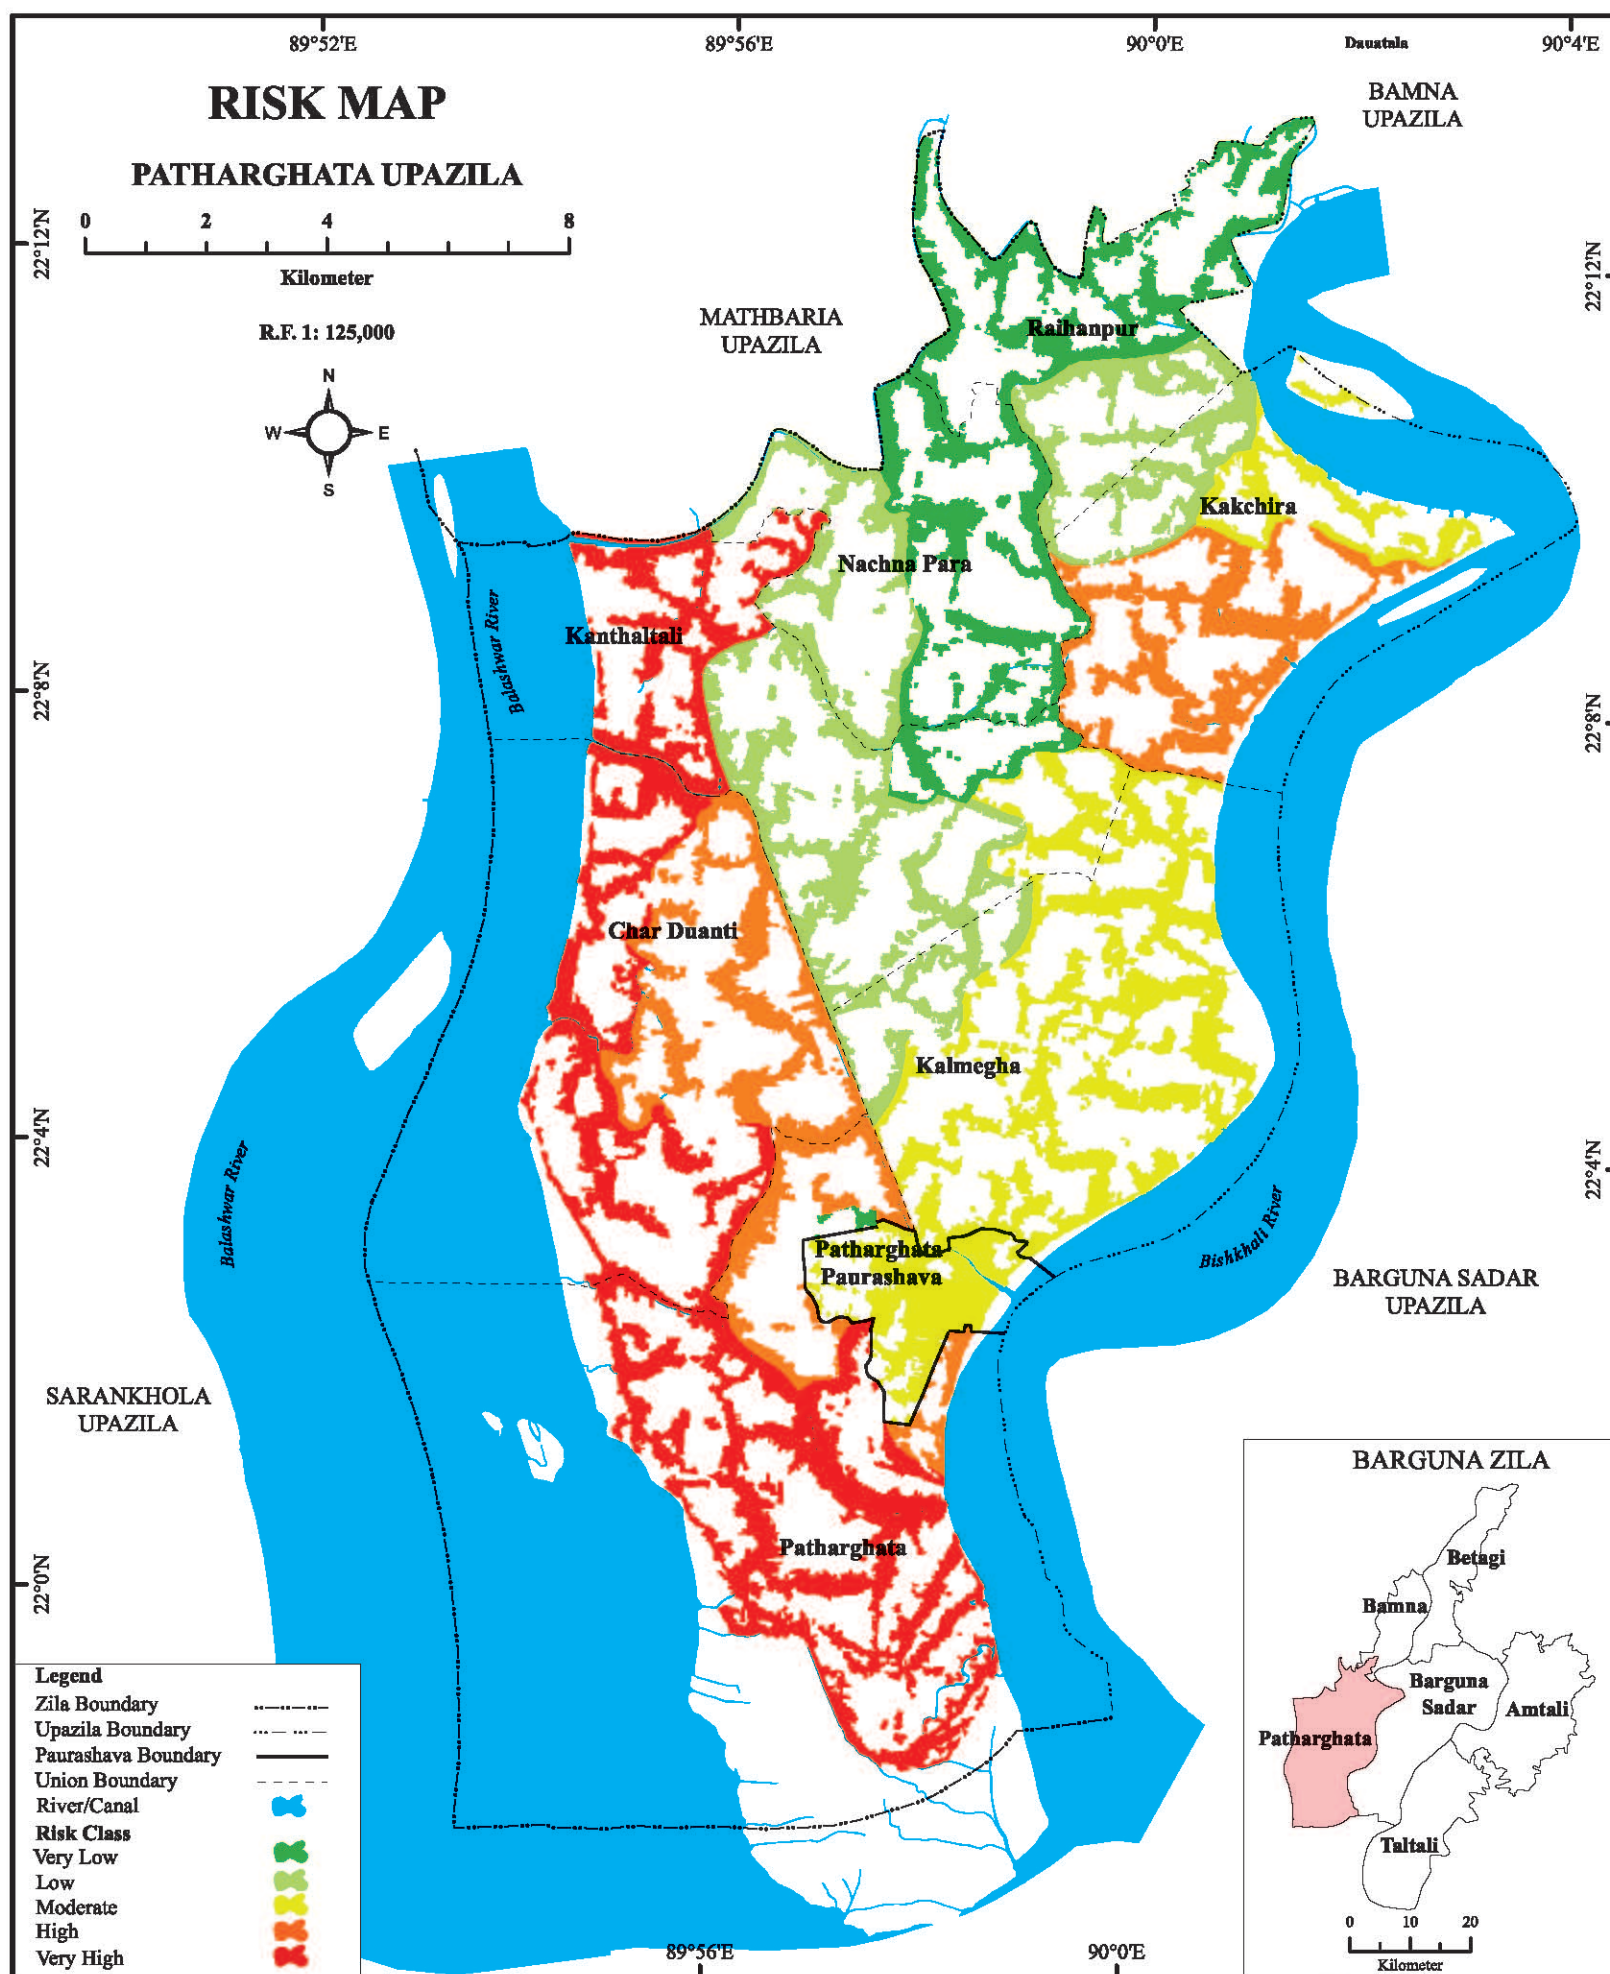 89°52'E
89°56'E
90°0'E
Dauatala
90°4'E
RISK MAP
PATHARGHATA UPAZILA
0 2 4 6 8
Kilometer
R.F. 1: 125,000
N
W E
S
22°12'N
22°12'N
BAMNA
UPAZILA
MATHBARIA
UPAZILA
Raihanpur
Kakchira
Nachna Para
Kanthaltali
Balashwar River
22°8'N
22°8'N
Char Duanti
Kalmegha
22°4'N
22°4'N
Balashwar River
Bishkhali River
Patharghata
Paurashava
BARGUNA SADAR
UPAZILA
SARANKHOLA
UPAZILA
Patharghata
22°0'N
BARGUNA ZILA
Betagi
Bamna
Barguna
Sadar
Amtali
Patharghata
Taltali
0 10 20
Kilometer
Legend
Zila Boundary
Upazila Boundary
Paurashava Boundary
Union Boundary
River/Canal
Risk Class
Very Low
Low
Moderate
High
Very High
89°56'E
90°0'E